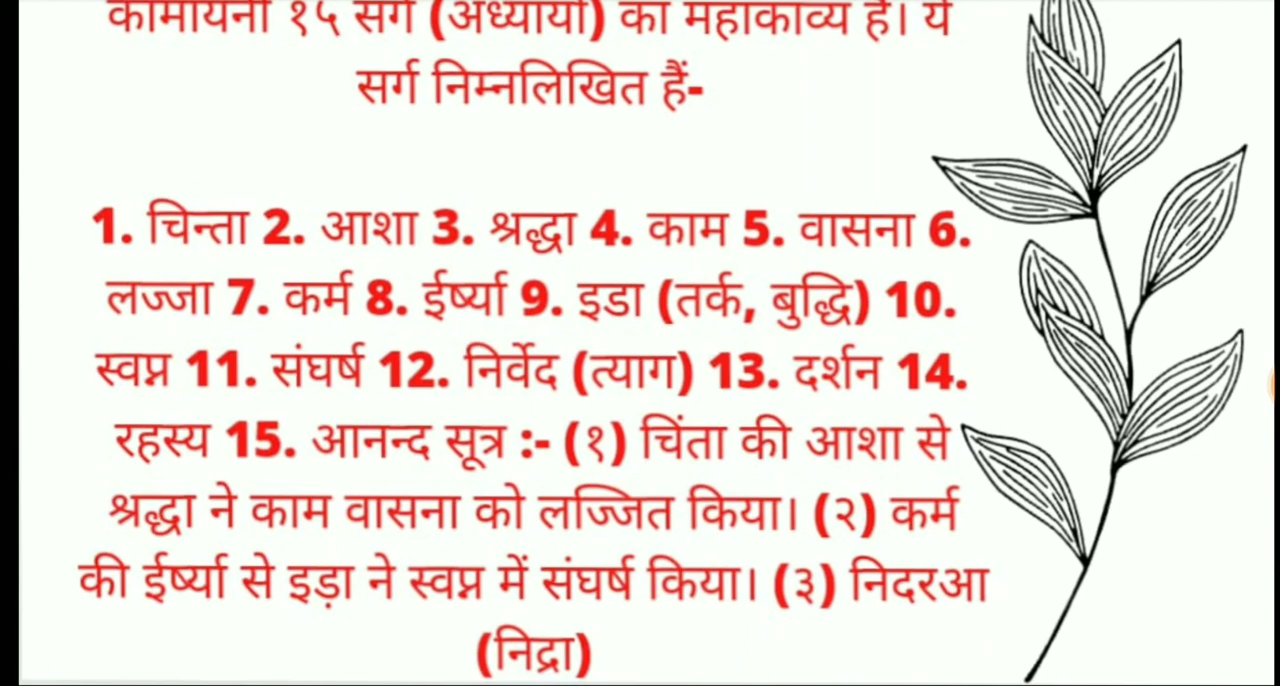 कामायनी १५ सर्ग (अध्यायों) का महाकाव्य है। ये
सर्ग निम्नलिखित हैं-
1. चिन्ता 2. आशा 3. श्रद्धा 4. काम 5. वासना 6.
लज्जा 7. कर्म 8. ईर्ष्या 9. इडा (तर्क, बुद्धि) 10.
स्वप्न 11. संघर्ष 12. निर्वेद (त्याग) 13. दर्शन 14.
रहस्य 15. आनन्द सूत्र :- (१) चिंता की आशा से
श्रद्धा ने काम वासना को लज्जित किया। (२) कर्म
की ईर्ष्या से इड़ा ने स्वप्न में संघर्ष किया। (३) निदरआ
(निद्रा)